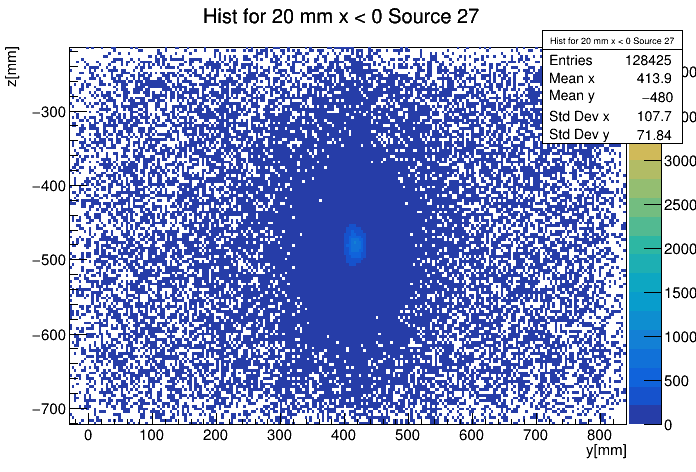 Hist for 20 mm x < 0 Source 27
Hist for 20 mm x < 0 Source 27
Entries 128425
Mean x 413.9
Mean y −480
Std Dev x 107.7
Std Dev y 71.84
z[mm]
−300
−400
−500
−600
−700
0 100 200 300 400 500 600 700 800
y[mm]
3000
2500
2000
1500
1000
500
0